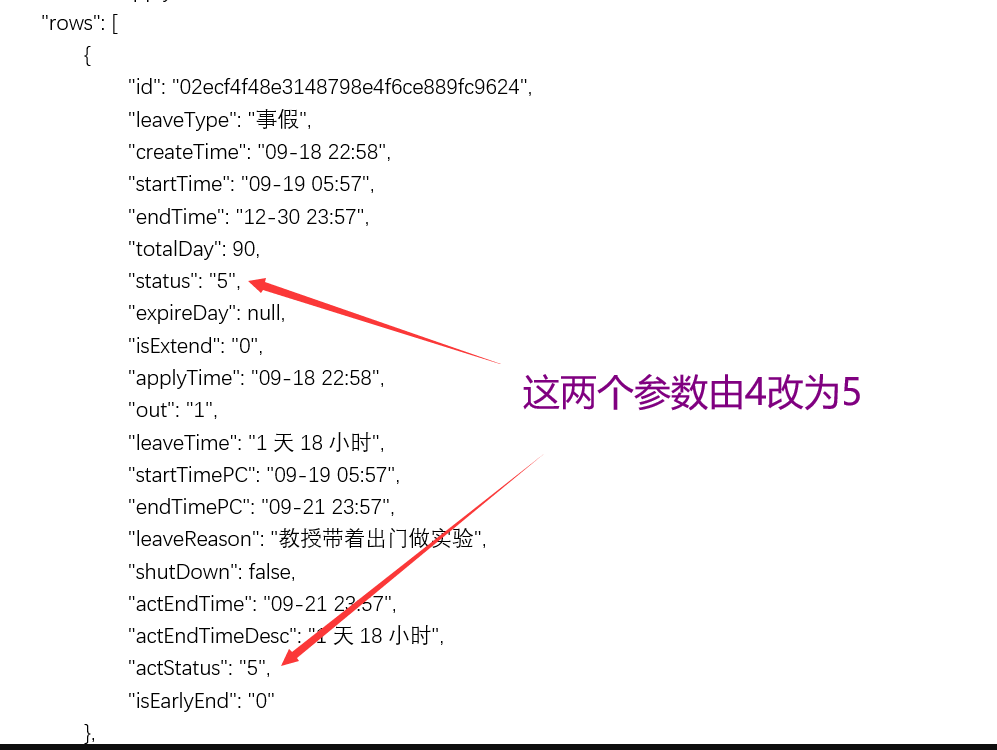 "rows": [
{
"id": "02ecf4f48e3148798e4f6ce889fc9624",
"leaveType": "事假",
"createTime": "09-18 22:58",
"startTime": "09-19 05:57",
"endTime": "12-30 23:57",
"totalDay": 90,
"status": "5",
"expireDay": null,
"isExtend": "0",
"applyTime": "09-18 22:58",
"out": "1",
"leaveTime": "1 天 18 小时",
"startTimePC": "09-19 05:57",
"endTimePC": "09-21 23:57",
"leaveReason": "教授带着出门做实验",
"shutDown": false,
"actEndTime": "09-21 23:57",
"actEndTimeDesc": "1 天 18 小时",
"actStatus": "5",
"isEarlyEnd": "0"
},
这两个参数由4改为5